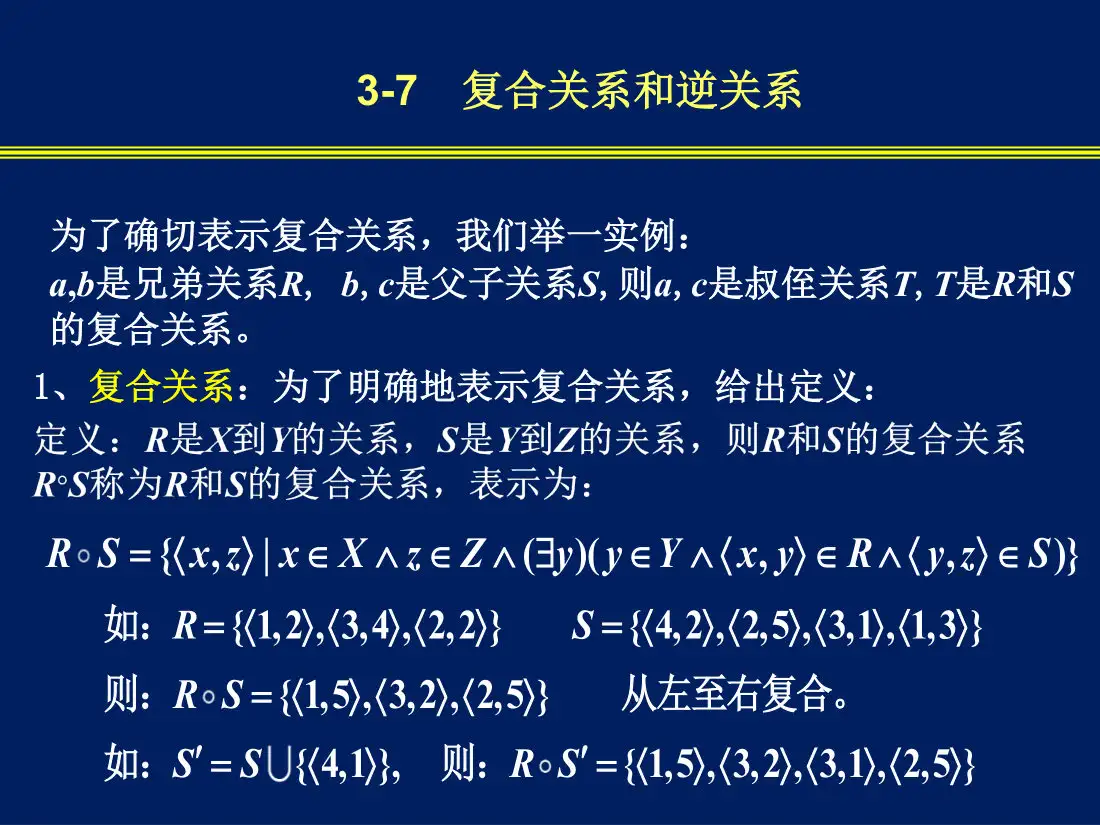 3-7 复合关系和逆关系
为了确切表示复合关系，我们举一实例：
a,b是兄弟关系R, b,c是父子关系S,则a,c是叔侄关系T,T是R和S
的复合关系。
1、复合关系：为了明确地表示复合关系，给出定义：
定义：R是X到Y的关系，S是Y到Z的关系，则R和S的复合关系
R∘S称为R和S的复合关系，表示为：
R∘S={⟨x,z⟩|x∈X∧z∈Z∧(∃y)(y∈Y∧⟨x,y⟩∈R∧⟨y,z⟩∈S)}
如：R={⟨1,2⟩,⟨3,4⟩,⟨2,2⟩} S={⟨4,2⟩,⟨2,5⟩,⟨3,1⟩,⟨1,3⟩}
则：R∘S={⟨1,5⟩,⟨3,2⟩,⟨2,5⟩} 从左至右复合。
如：S′=S⋃{⟨4,1⟩}, 则：R∘S′={⟨1,5⟩,⟨3,2⟩,⟨3,1⟩,⟨2,5⟩}